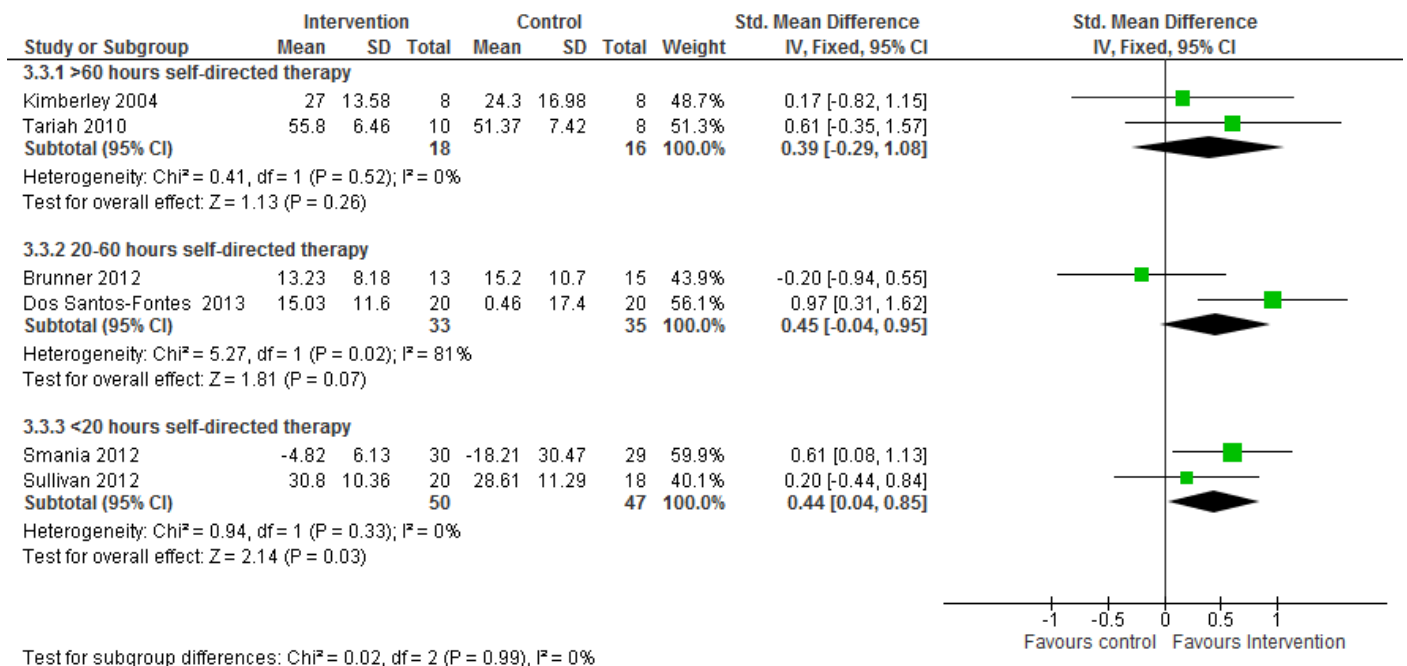 Intervention Control Std. Mean Difference Std. Mean Difference
Study or Subgroup Mean SD Total Mean SD Total Weight IV, Fixed, 95% CI IV, Fixed, 95% CI
3.3.1 >60 hours self-directed therapy
Kimberley 2004 27 13.58 8 24.3 16.98 8 48.7% 0.17 [-0.82, 1.15]
Tariah 2010 55.8 6.46 10 51.37 7.42 8 51.3% 0.61 [-0.35, 1.57]
Subtotal (95% CI) 18 16 100.0% 0.39 [-0.29, 1.08]
Heterogeneity: Chi² = 0.41, df = 1 (P = 0.52); I² = 0%
Test for overall effect: Z = 1.13 (P = 0.26)
3.3.2 20-60 hours self-directed therapy
Brunner 2012 13.23 8.18 13 15.2 10.7 15 43.9% -0.20 [-0.94, 0.55]
Dos Santos-Fontes 2013 15.03 11.6 20 0.46 17.4 20 56.1% 0.97 [0.31, 1.62]
Subtotal (95% CI) 33 35 100.0% 0.45 [-0.04, 0.95]
Heterogeneity: Chi² = 5.27, df = 1 (P = 0.02); I² = 81%
Test for overall effect: Z = 1.81 (P = 0.07)
3.3.3 <20 hours self-directed therapy
Smania 2012 -4.82 6.13 30 -18.21 30.47 29 59.9% 0.61 [0.08, 1.13]
Sullivan 2012 30.8 10.36 20 28.61 11.29 18 40.1% 0.20 [-0.44, 0.84]
Subtotal (95% CI) 50 47 100.0% 0.44 [0.04, 0.85]
Heterogeneity: Chi² = 0.94, df = 1 (P = 0.33); I² = 0%
Test for overall effect: Z = 2.14 (P = 0.03)
-1 -0.5 0 0.5 1
Favours control Favours Intervention
Test for subgroup differences: Chi² = 0.02, df = 2 (P = 0.99), I² = 0%